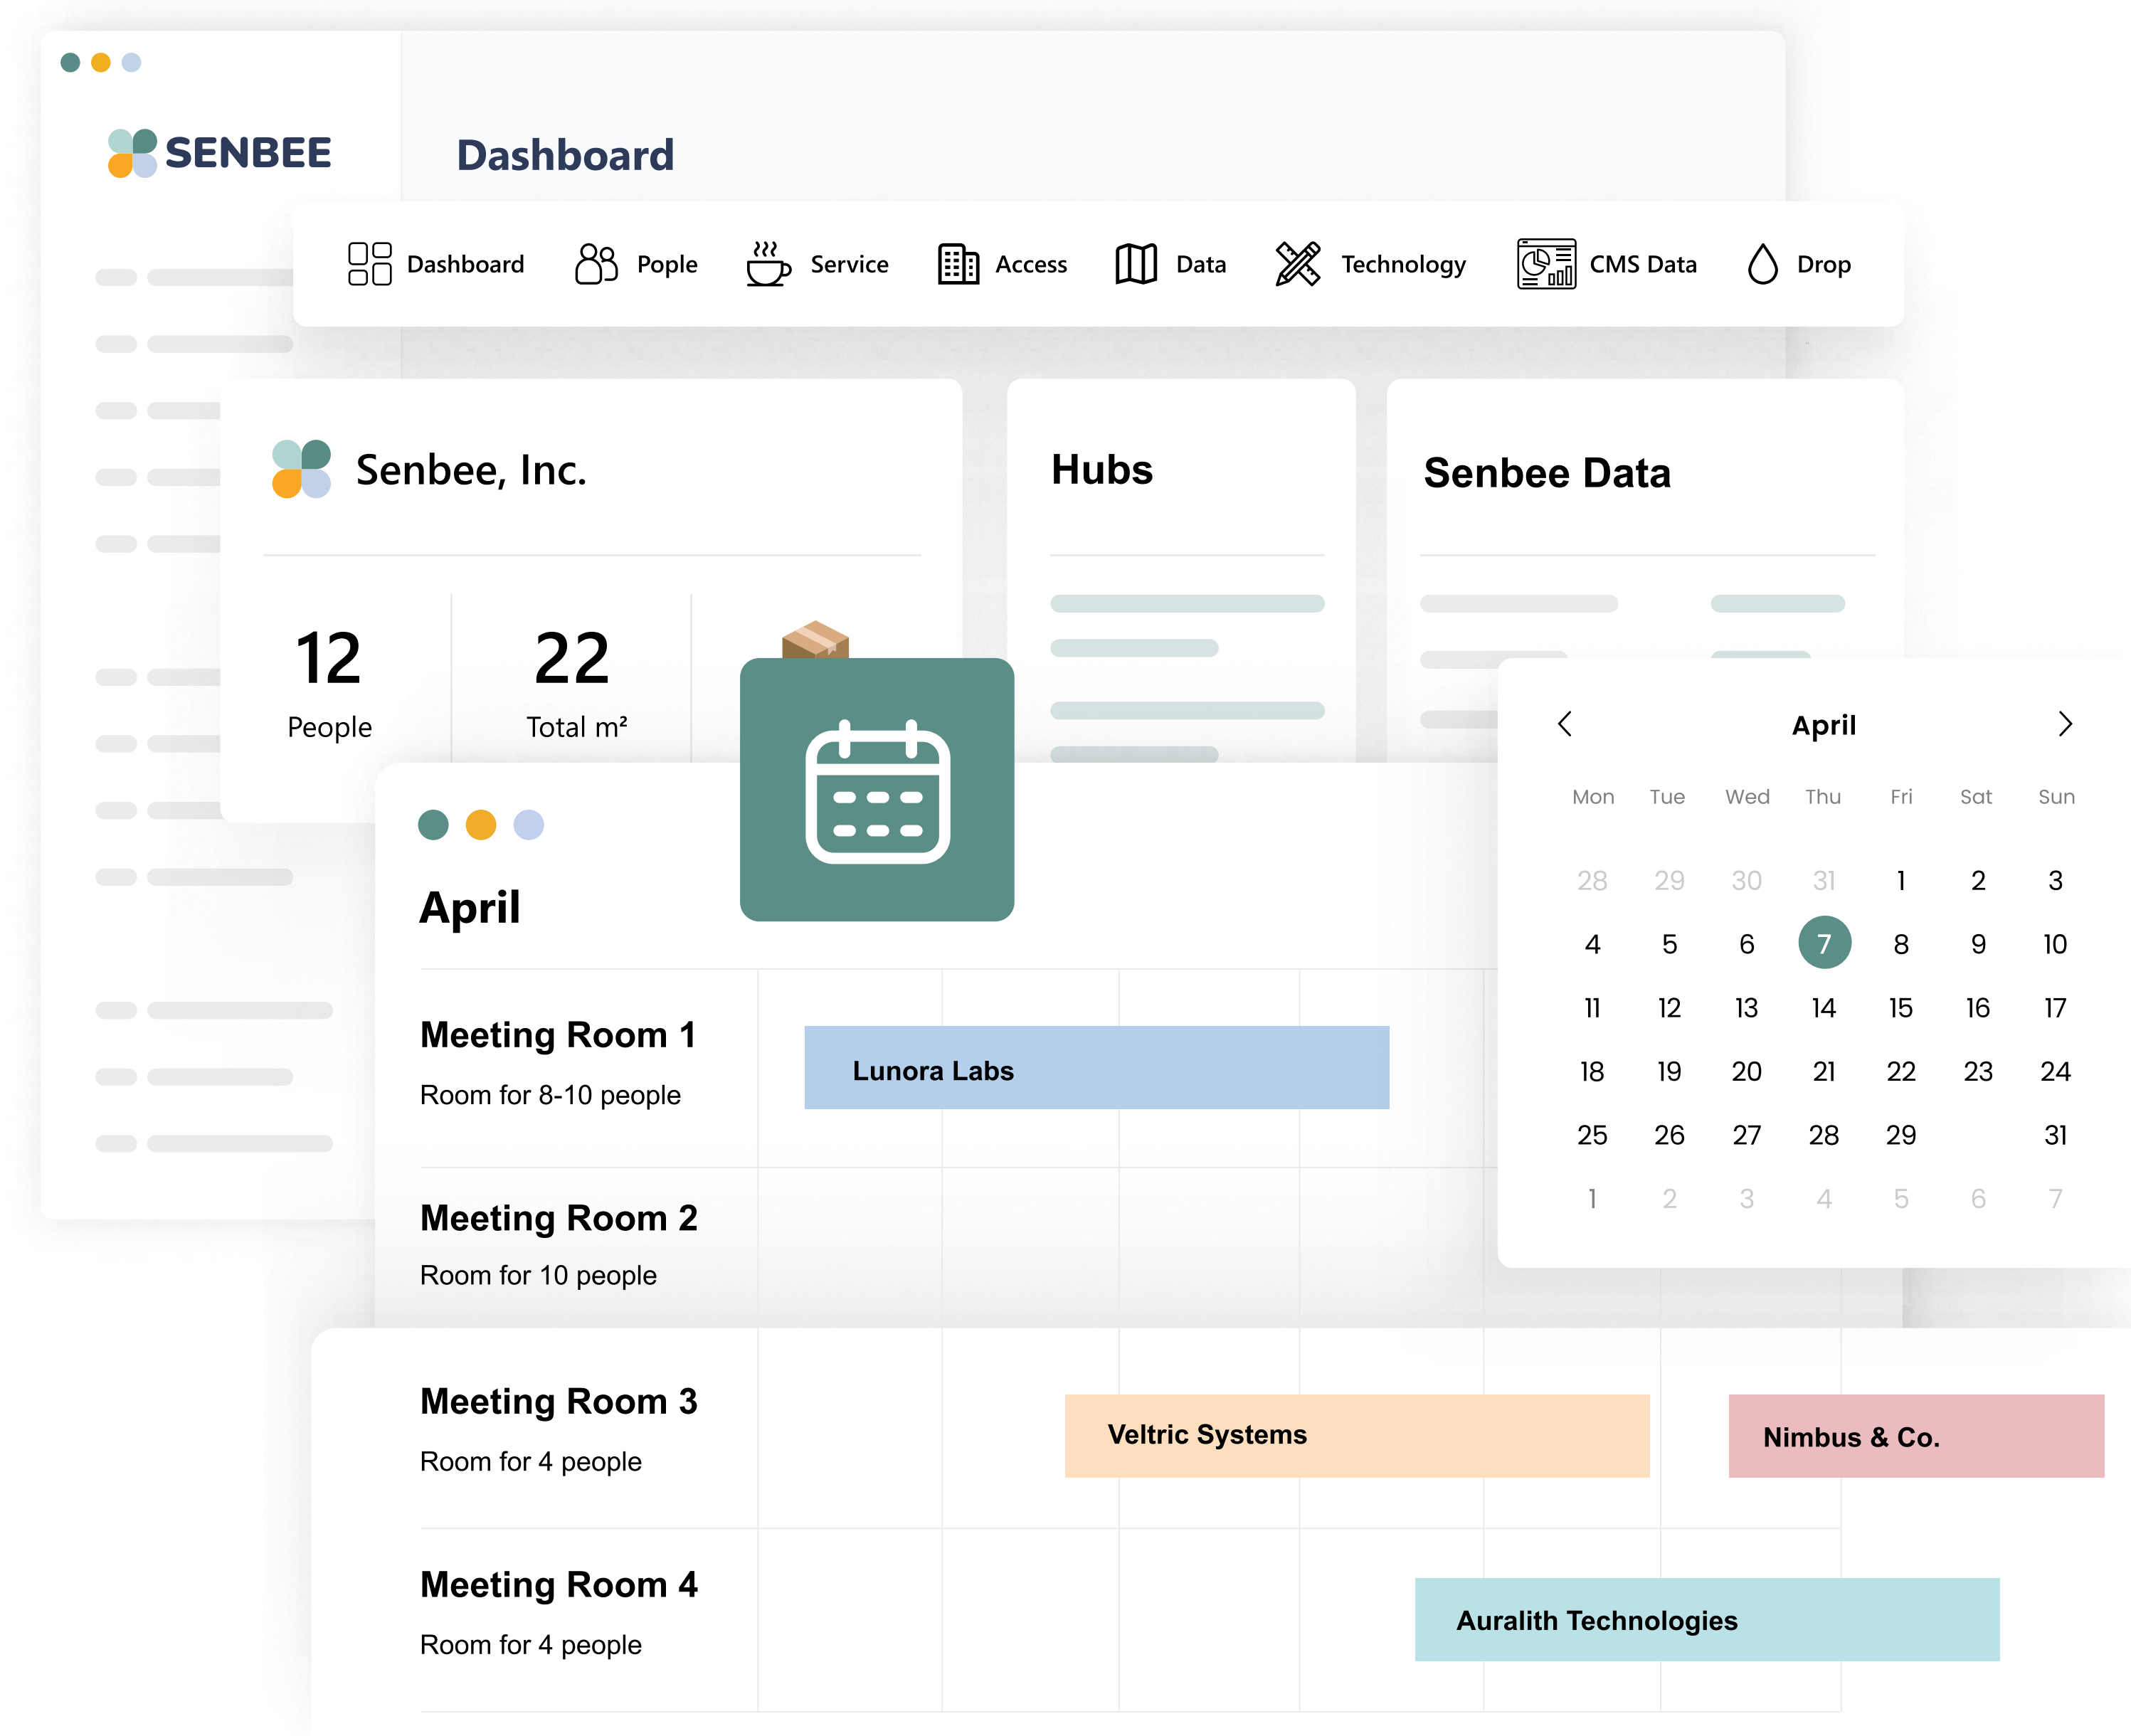 SENBEE
Dashboard
Dashboard Pople Service Access Data Technology CMS Data Drop
Senbee, Inc.
Hubs
Senbee Data
12
People
22
Total m²
April
Mon Tue Wed Thu Fri Sat Sun
28 29 30 31 1 2 3
4 5 6 7 8 9 10
11 12 13 14 15 16 17
18 19 20 21 22 23 24
25 26 27 28 29 31
1 2 3 4 5 6 7
April
Meeting Room 1
Room for 8-10 people
Lunora Labs
Meeting Room 2
Room for 10 people
Meeting Room 3
Room for 4 people
Veltric Systems
Nimbus & Co.
Meeting Room 4
Room for 4 people
Auralith Technologies